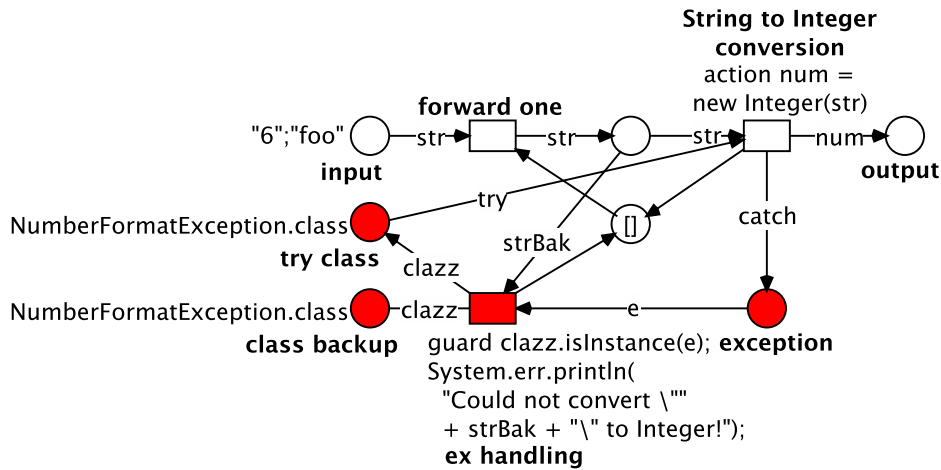 String to Integer
conversion
action num =
new Integer(str)
forward one
"6";"foo"
str
str
str
num
input
output
try
[]
catch
NumberFormatException.class
try class
strBak
clazz
NumberFormatException.class
clazz
e
class backup
guard clazz.isInstance(e);
exception
System.err.println(
"Could not convert \""
+ strBak + "\" to Integer!");
ex handling